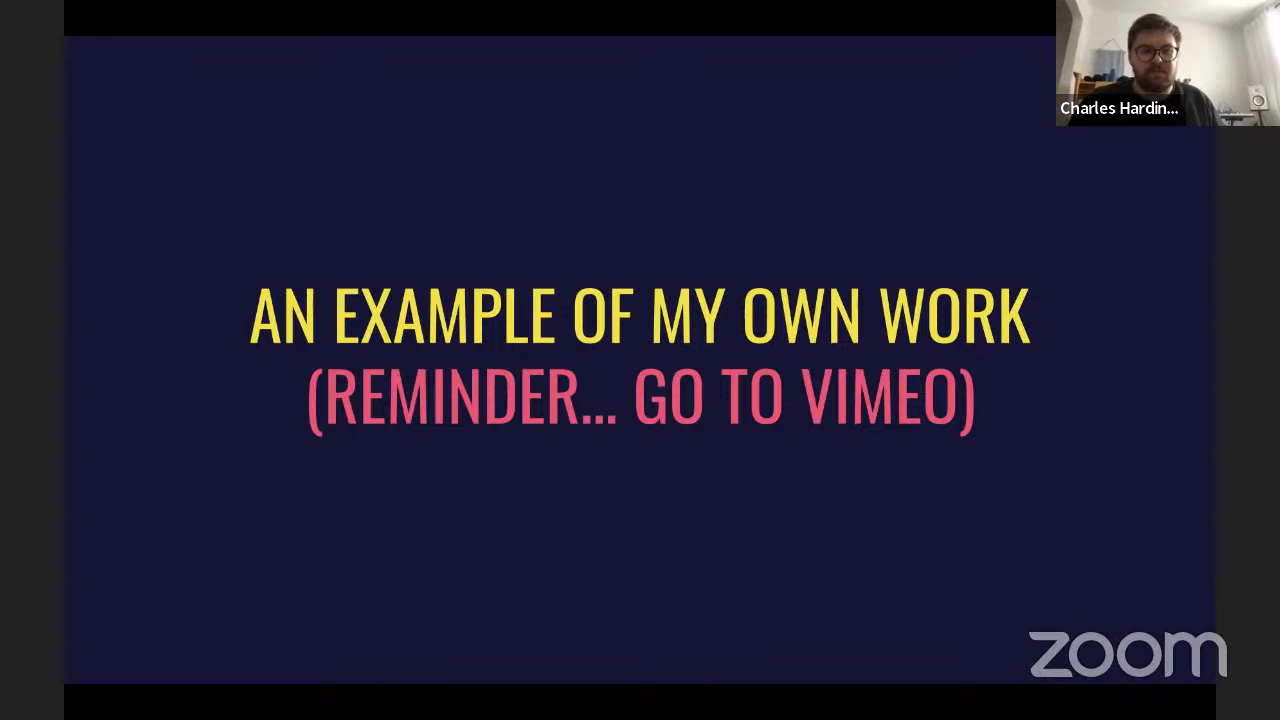 Charles Hardin...
AN EXAMPLE OF MY OWN WORK
(REMINDER... GO TO VIMEO)
zoom